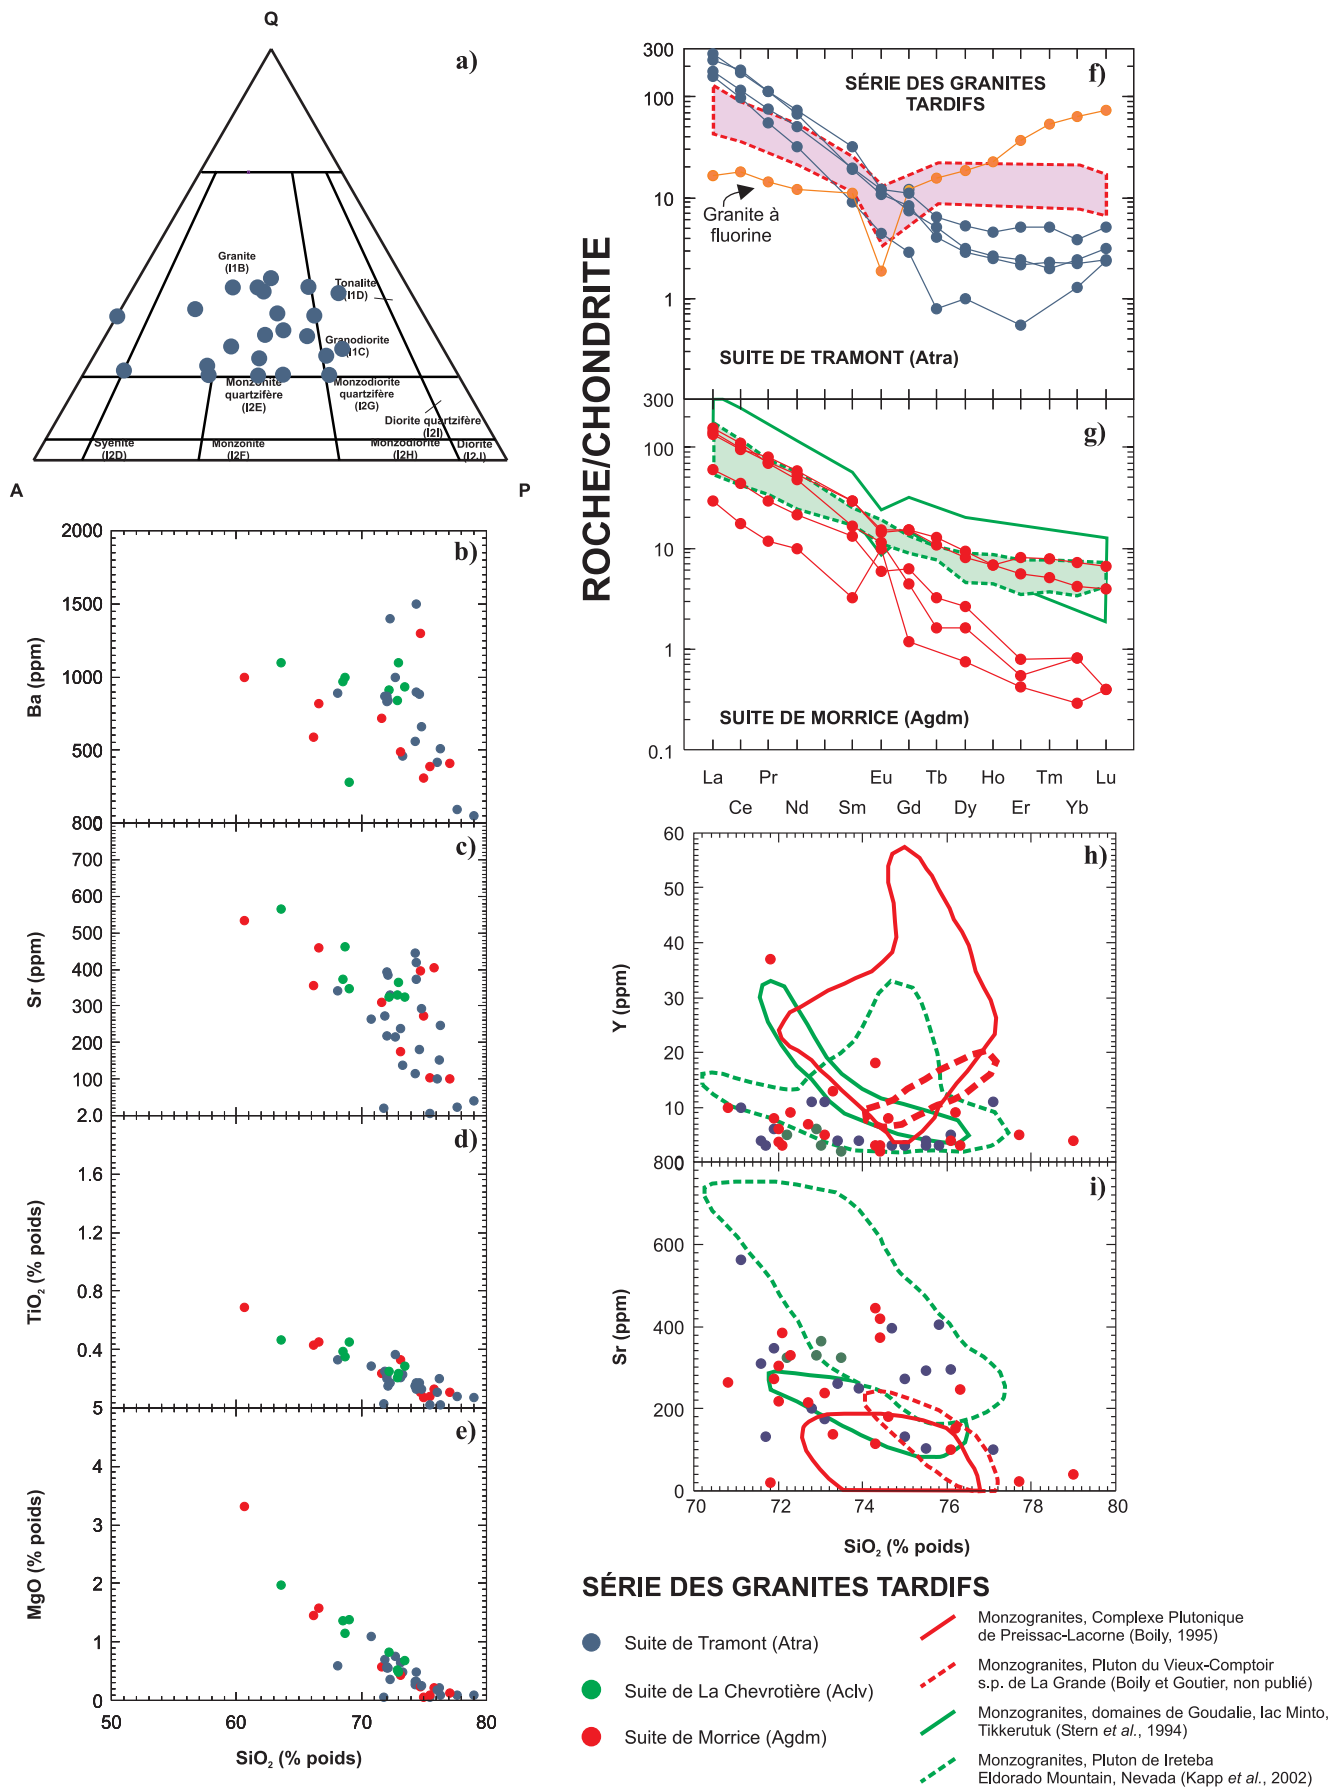 Q
a)
Granite
(I1B)
Tonalite
(I1D)
Granodiorite
(I1C)
Monzonite
quartzifère
(I2E)
Monzodiorite
quartzifère
(I2G)
Diorite quartzifère
(I2I)
Syénite
(I2D)
Monzonite
(I2F)
Monzodiorite
(I2H)
Diorite
(I2J)
A
P
b)
2000
1500
1000
500
800
Ba (ppm)
c)
700
600
500
400
300
200
100
2.0
Sr (ppm)
d)
1.6
1.2
0.8
0.4
5
TiO2 (% poids)
e)
4
3
2
1
0
MgO (% poids)
50
60
70
80
SiO2 (% poids)
ROCHE/CHONDRITE
f)
300
100
10
1
SÉRIE DES GRANITES
TARDIFS
Granite à
fluorine
SUITE DE TRAMONT (Atra)
g)
300
100
10
1
0.1
SUITE DE MORRICE (Agdm)
La
Pr
Eu
Tb
Ho
Tm
Lu
Ce
Nd
Sm
Gd
Dy
Er
Yb
h)
60
50
40
30
20
10
800
Y (ppm)
i)
600
400
200
0
Sr (ppm)
70
72
74
76
78
80
SiO2 (% poids)
SÉRIE DES GRANITES TARDIFS
Suite de Tramont (Atra)
Suite de La Chevrotière (Aclv)
Suite de Morrice (Agdm)
Monzogranites, Complexe Plutonique
de Preissac-Lacorne (Boily, 1995)
Monzogranites, Pluton du Vieux-Comptoir
s.p. de La Grande (Boily et Goutier, non publié)
Monzogranites, domaines de Goudalie, lac Minto,
Tikkerutuk (Stern et al., 1994)
Monzogranites, Pluton de Ireteba
Eldorado Mountain, Nevada (Kapp et al., 2002)